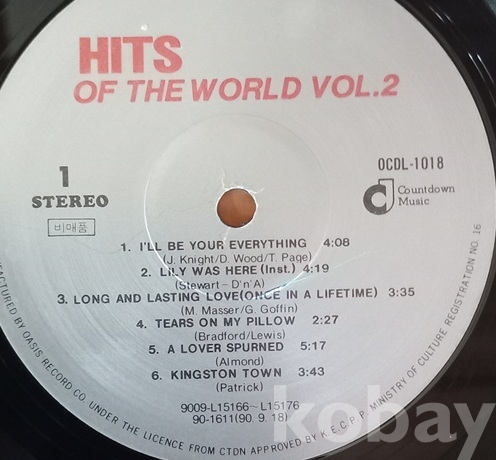 HITS
OF THE WORLD VOL.2
1
STEREO
비매품
OCDL-1018
Countdown
Music
1. I'LL BE YOUR EVERYTHING 4:08
(J. Knight/D. Wood/T. Page)
2. LILY WAS HERE (Inst.) 4:19
(Stewart – D'n'A)
3. LONG AND LASTING LOVE(ONCE IN A LIFETIME) 3:35
(M. Masser/G. Goffin)
4. TEARS ON MY PILLOW 2:27
(Bradford/Lewis)
5. A LOVER SPURNED 5:17
(Almond)
6. KINGSTON TOWN 3:43
(Patrick)
9009-L15166~L15176
90-1611(90. 9. 18)
UFACTURED BY OASIS RECORD CO. UNDER THE LICENCE FROM CTDN APPROVED BY K.E.C.P.P. MINISTRY OF CULTURE REGISTRATION NO. 16
kobay